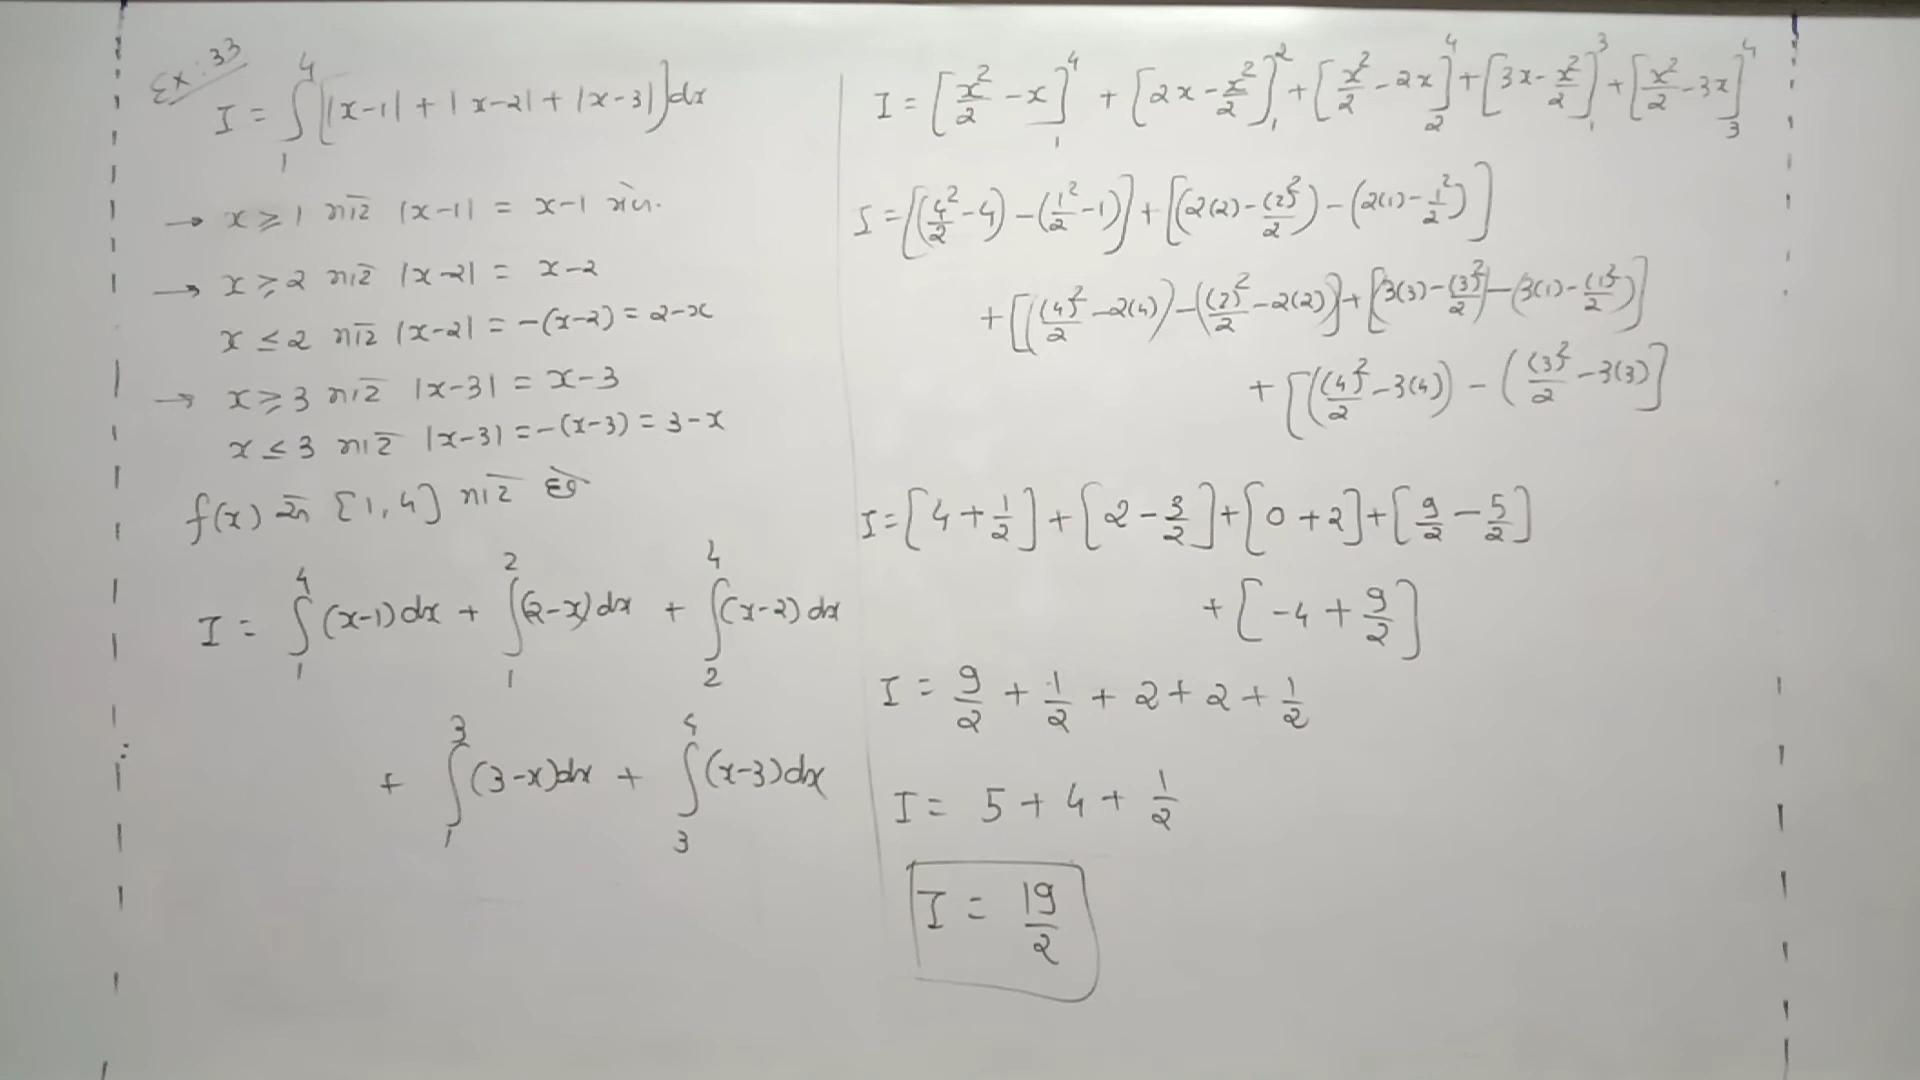 Ex: 33
I = ∫₁⁴ [|x-1| + |x-2| + |x-3|] dx
→ x ≥ 1 માટે |x-1| = x-1 થાય.
→ x ≥ 2 માટે |x-2| = x-2
x ≤ 2 માટે |x-2| = -(x-2) = 2-x
→ x ≥ 3 માટે |x-3| = x-3
x ≤ 3 માટે |x-3| = -(x-3) = 3-x
f(x) એ [1,4] માટે છે
I = ∫₁⁴ (x-1) dx + ∫₁² (2-x) dx + ∫₂⁴ (x-2) dx
+ ∫₁³ (3-x) dx + ∫₃⁴ (x-3) dx
I = [x²/2 - x]₁⁴ + [2x - x²/2]₁² + [x²/2 - 2x]₂⁴ + [3x - x²/2]₁³ + [x²/2 - 3x]₃⁴
I = [(4²/2 - 4) - (1²/2 - 1)] + [(2(2) - (2)²/2) - (2(1) - 1²/2)]
+ [((4)²/2 - 2(4)) - ((2)²/2 - 2(2))] + [3(3) - (3)²/2) - (3(1) - (1)²/2)]
+ [((4)²/2 - 3(4)) - ((3)²/2 - 3(3)]
I = [4 + 1/2] + [2 - 3/2] + [0 + 2] + [9/2 - 5/2]
+ [-4 + 9/2]
I = 9/2 + 1/2 + 2 + 2 + 1/2
I = 5 + 4 + 1/2
I = 19/2